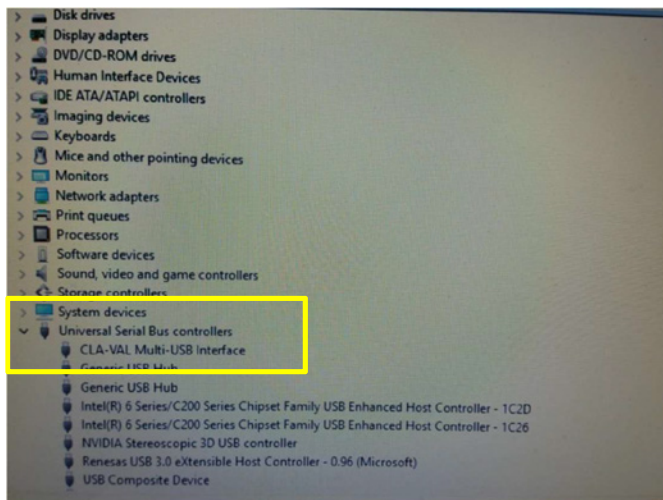 Disk drives
Display adapters
DVD/CD-ROM drives
Human Interface Devices
IDE ATA/ATAPI controllers
Imaging devices
Keyboards
Mice and other pointing devices
Monitors
Network adapters
Print queues
Processors
Software devices
Sound, video and game controllers
Storage controllers
System devices
Universal Serial Bus controllers
CLA-VAL Multi-USB Interface
Generic USB Hub
Generic USB Hub
Intel(R) 6 Series/C200 Series Chipset Family USB Enhanced Host Controller - 1C2D
Intel(R) 6 Series/C200 Series Chipset Family USB Enhanced Host Controller - 1C26
NVIDIA Stereoscopic 3D USB controller
Renesas USB 3.0 eXtensible Host Controller - 0.96 (Microsoft)
USB Composite Device